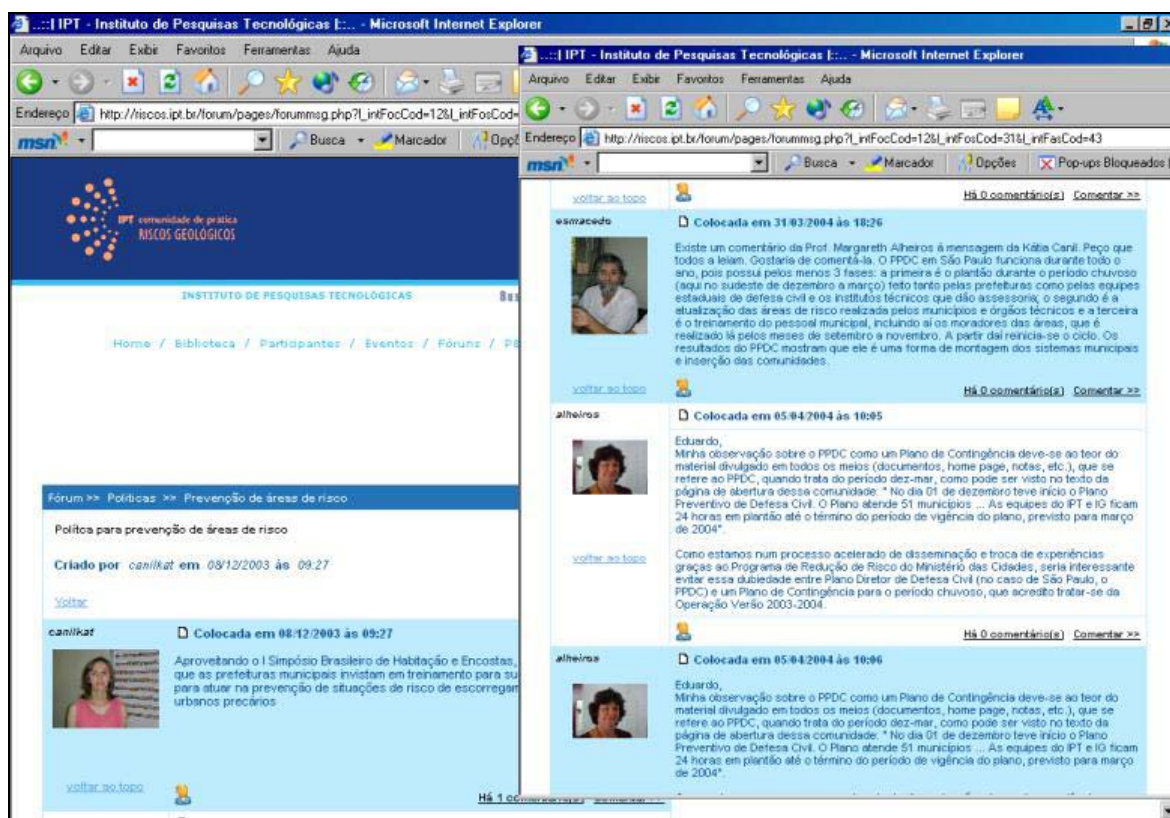 ..::| IPT - Instituto de Pesquisas Tecnológicas |::... - Microsoft Internet Explorer
Arquivo Editar Exibir Favoritos Ferramentas Ajuda
Endereço http://riscos.ipt.br/forum/pages/forummsg.php?l_intFocCod=12&l_intFosCod=
msn Busca Marcador Opçõ
IPT comunidade de prática
RISCOS GEOLÓGICOS
INSTITUTO DE PESQUISAS TECNOLÓGICAS
Home / Biblioteca / Participantes / Eventos / Fóruns /
Fórum >> Políticas >> Prevenção de áreas de risco
Polítca para prevenção de áreas de risco
Criado por canilkat em 08/12/2003 às 09:27
Voltar
canilkat
Colocada em 08/12/2003 às 09:27
Aproveitando o I Simpósio Brasileiro de Habitação e Encostas,
que as prefeituras municipais invistam em treinamento para su
para atuar na prevenção de situações de risco de escorregam
urbanos precários
voltar ao topo
Há 1 comentário(s) Comentar >>
..::| IPT - Instituto de Pesquisas Tecnológicas |::... - Microsoft Internet Explorer
Arquivo Editar Exibir Favoritos Ferramentas Ajuda
Endereço http://riscos.ipt.br/forum/pages/forummsg.php?l_intFocCod=12&l_intFosCod=31&l_intFasCod=43
msn Busca Marcador Opções Pop-ups Bloqueados
voltar ao topo Há 0 comentário(s) Comentar >>
esmacedo
Colocada em 31/03/2004 às 18:26
Existe um comentário da Prof. Margareth Alheiros à mensagem da Kátia Canil. Peço que
todos a leiam. Gostaria de comentá-la. O PPDC em São Paulo funciona durante todo o
ano, pois possui pelos menos 3 fases: a primeira é o plantão durante o período chuvoso
(aqui no sudeste de dezembro a março) feito tanto pelas prefeituras como pelas equipes
estaduais de defesa civil e os institutos técnicos que dão assessoria; o segundo é a
atualização das áreas de risco realizada pelos municípios e órgãos técnicos e a terceira
é o treinamento do pessoal municipal, incluindo aí os moradores das áreas, que é
realizado lá pelos meses de setembro a novembro. A partir daí reinicia-se o ciclo. Os
resultados do PPDC mostram que ele é uma forma de montagem dos sistemas municipais
e inserção das comunidades.
voltar ao topo Há 0 comentário(s) Comentar >>
alheiros
Colocada em 05/04/2004 às 10:05
Eduardo,
Minha observação sobre o PPDC como um Plano de Contingência deve-se ao teor do
material divulgado em todos os meios (documentos, home page, notas, etc.), que se
refere ao PPDC, quando trata do período dez-mar, como pode ser visto no texto da
página de abertura dessa comunidade: " No dia 01 de dezembro teve início o Plano
Preventivo de Defesa Civil. O Plano atende 51 municípios ... As equipes do IPT e IG ficam
24 horas em plantão até o término do período de vigência do plano, previsto para março
de 2004".
voltar ao topo
Como estamos num processo acelerado de disseminação e troca de experiências
graças ao Programa de Redução de Risco do Ministério das Cidades, seria interessante
evitar essa dubiedade entre Plano Diretor de Defesa Civil (no caso de São Paulo, o
PPDC) e um Plano de Contingência para o período chuvoso, que acredito tratar-se da
Operação Verão 2003-2004.
Há 0 comentário(s) Comentar >>
alheiros
Colocada em 05/04/2004 às 10:06
Eduardo,
Minha observação sobre o PPDC como um Plano de Contingência deve-se ao teor do
material divulgado em todos os meios (documentos, home page, notas, etc.), que se
refere ao PPDC, quando trata do período dez-mar, como pode ser visto no texto da
página de abertura dessa comunidade: " No dia 01 de dezembro teve início o Plano
Preventivo de Defesa Civil. O Plano atende 51 municípios ... As equipes do IPT e IG ficam
24 horas em plantão até o término do período de vigência do plano, previsto para março
de 2004".